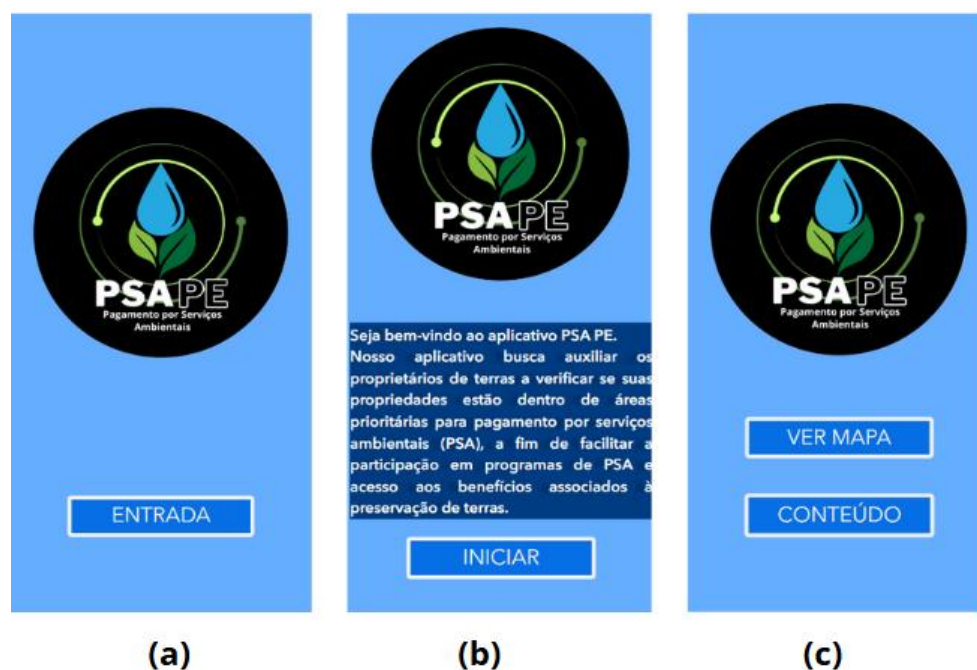 PSAPE
Pagamento por Serviços
Ambientais
ENTRADA
(a)
PSAPE
Pagamento por Serviços
Ambientais
Seja bem-vindo ao aplicativo PSA PE.
Nosso aplicativo busca auxiliar os
proprietários de terras a verificar se suas
propriedades estão dentro de áreas
prioritárias para pagamento por serviços
ambientais (PSA), a fim de facilitar a
participação em programas de PSA e
acesso aos benefícios associados à
preservação de terras.
INICIAR
(b)
PSAPE
Pagamento por Serviços
Ambientais
VER MAPA
CONTEÚDO
(c)